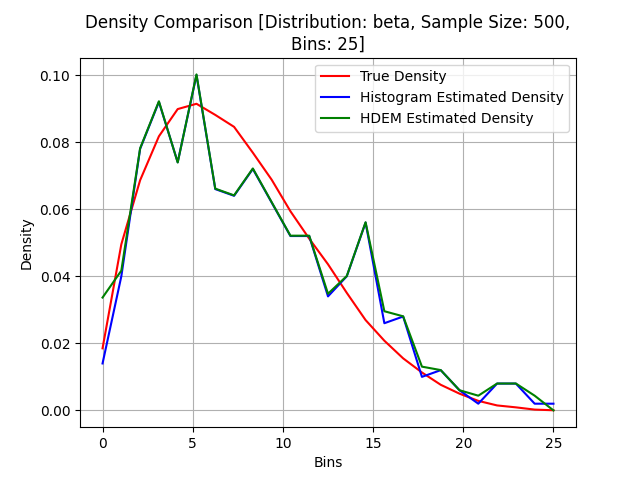 Density Comparison [Distribution: beta, Sample Size: 500,
Bins: 25]
True Density
Histogram Estimated Density
HDEM Estimated Density
Density
0.10
0.08
0.06
0.04
0.02
0.00
0 5 10 15 20 25
Bins